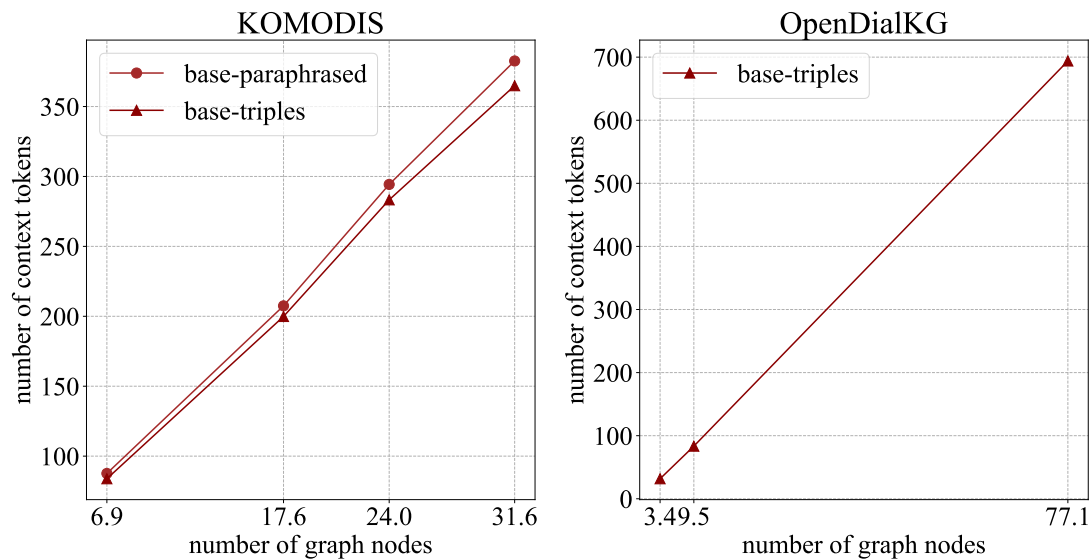 KOMODIS
base-paraphrased
base-triples
350
300
250
200
150
100
number of context tokens
6.9 17.6 24.0 31.6
number of graph nodes
OpenDialKG
base-triples
700
600
500
400
300
200
100
0
number of context tokens
3.4 9.5 77.1
number of graph nodes